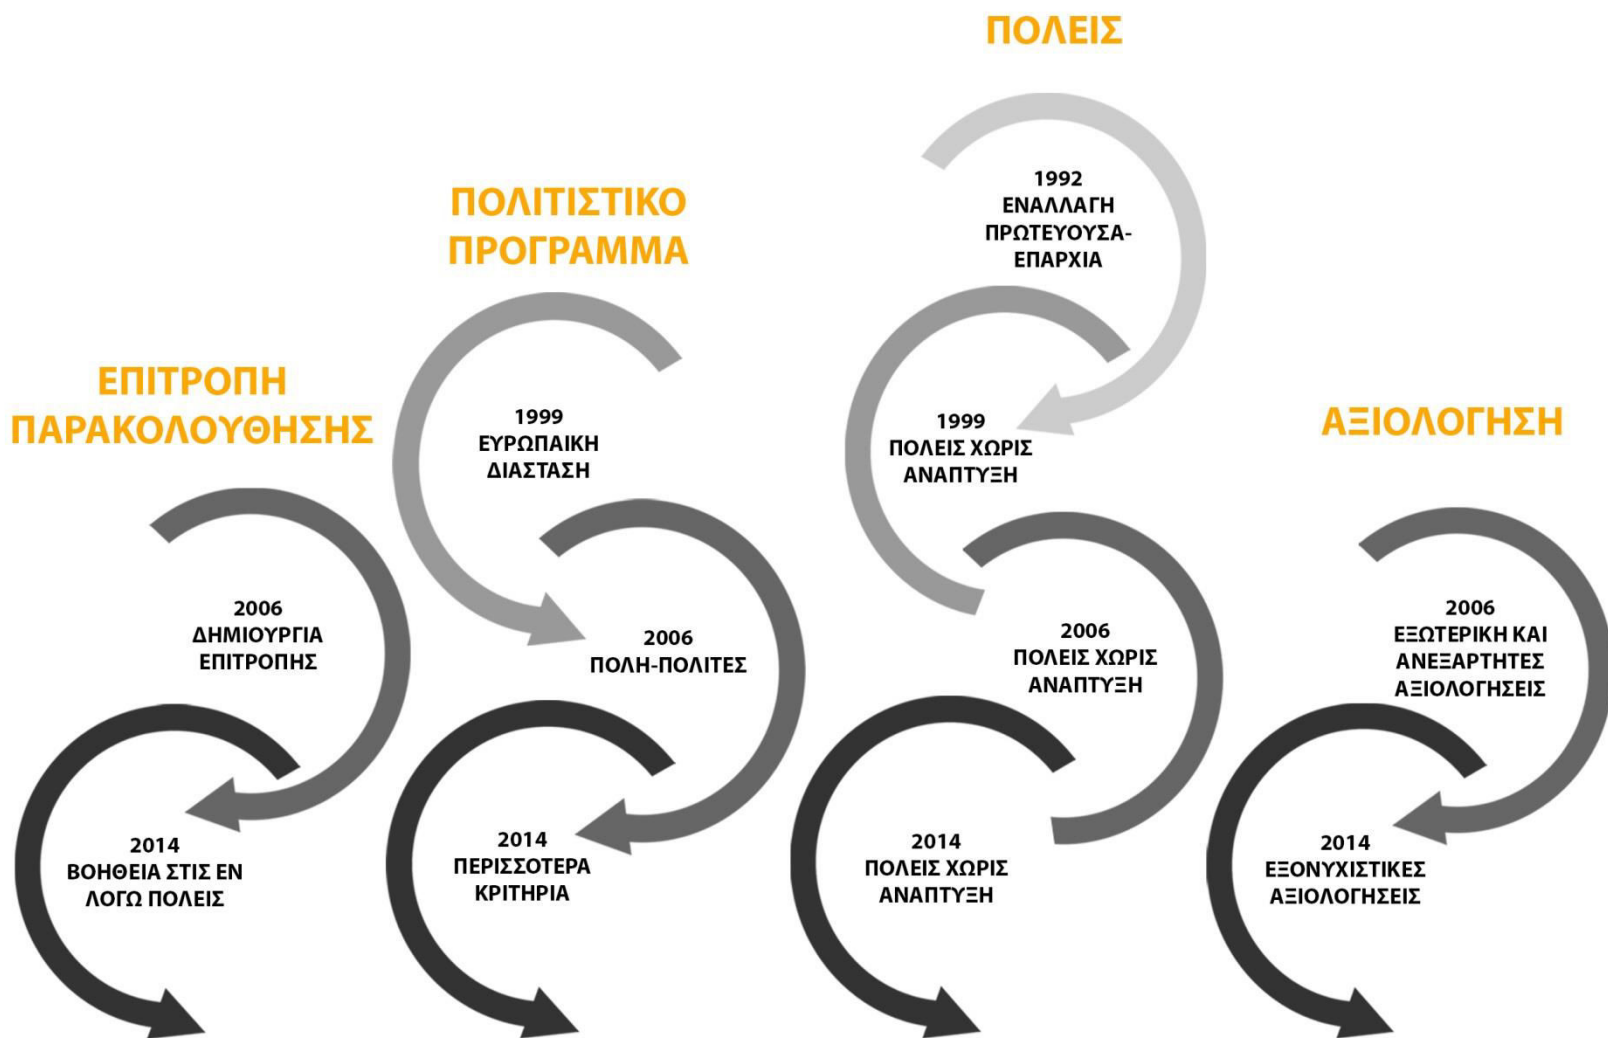 ΕΠΙΤΡΟΠΗ
ΠΑΡΑΚΟΛΟΥΘΗΣΗΣ
2006
ΔΗΜΙΟΥΡΓΙΑ
ΕΠΙΤΡΟΠΗΣ
2014
ΒΟΗΘΕΙΑ ΣΤΙΣ ΕΝ
ΛΟΓΩ ΠΟΛΕΙΣ
ΠΟΛΙΤΙΣΤΙΚΟ
ΠΡΟΓΡΑΜΜΑ
1999
ΕΥΡΩΠΑΙΚΗ
ΔΙΑΣΤΑΣΗ
2006
ΠΟΛΗ-ΠΟΛΙΤΕΣ
2014
ΠΕΡΙΣΣΟΤΕΡΑ
ΚΡΙΤΗΡΙΑ
ΠΟΛΕΙΣ
1992
ΕΝΑΛΛΑΓΗ
ΠΡΩΤΕΥΟΥΣΑ-
ΕΠΑΡΧΙΑ
1999
ΠΟΛΕΙΣ ΧΩΡΙΣ
ΑΝΑΠΤΥΞΗ
2006
ΠΟΛΕΙΣ ΧΩΡΙΣ
ΑΝΑΠΤΥΞΗ
2014
ΠΟΛΕΙΣ ΧΩΡΙΣ
ΑΝΑΠΤΥΞΗ
ΑΞΙΟΛΟΓΗΣΗ
2006
ΕΞΩΤΕΡΙΚΗ ΚΑΙ
ΑΝΕΞΑΡΤΗΤΕΣ
ΑΞΙΟΛΟΓΗΣΕΙΣ
2014
ΕΞΟΝΥΧΙΣΤΙΚΕΣ
ΑΞΙΟΛΟΓΗΣΕΙΣ